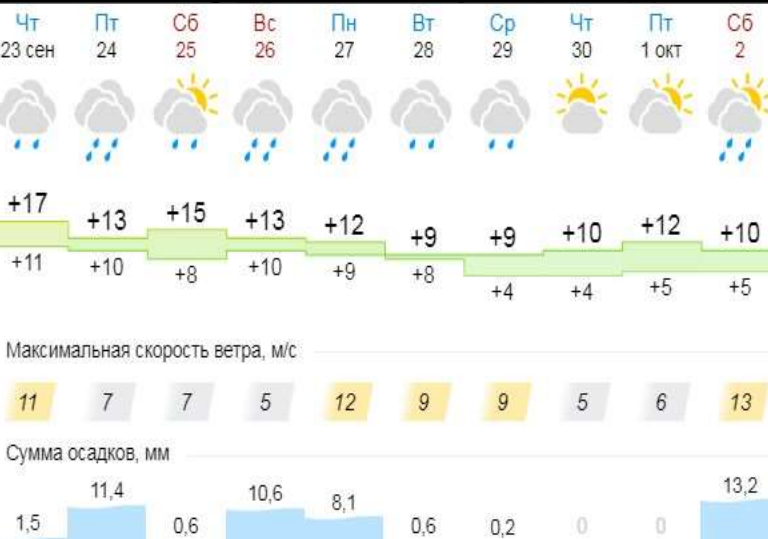 Чт Пт Сб Вс Пн Вт Ср Чт Пт Сб
23 сен 24 25 26 27 28 29 30 1 окт 2
+17 +13 +15 +13 +12 +9 +9 +10 +12 +10
+11 +10 +8 +10 +9 +8 +4 +4 +5 +5
Максимальная скорость ветра, м/с
11 7 7 5 12 9 9 5 6 13
Сумма осадков, мм
1,5 11,4 0,6 10,6 8,1 0,6 0,2 0 0 13,2